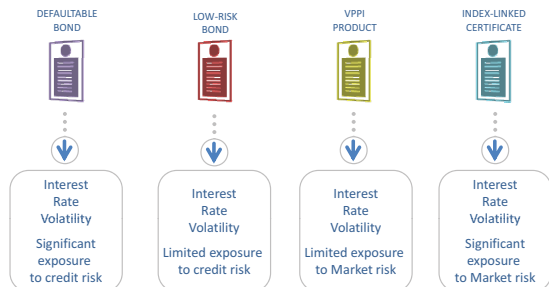 DEFAULTABLE
BOND
LOW-RISK
BOND
VPPI
PRODUCT
INDEX-LINKED
CERTIFICATE
Interest
Rate
Volatility
Significant
exposure
to credit risk
Interest
Rate
Volatility
Limited exposure
to credit risk
Interest
Rate
Volatility
Limited exposure
to Market risk
Interest
Rate
Volatility
Significant
exposure
to Market risk